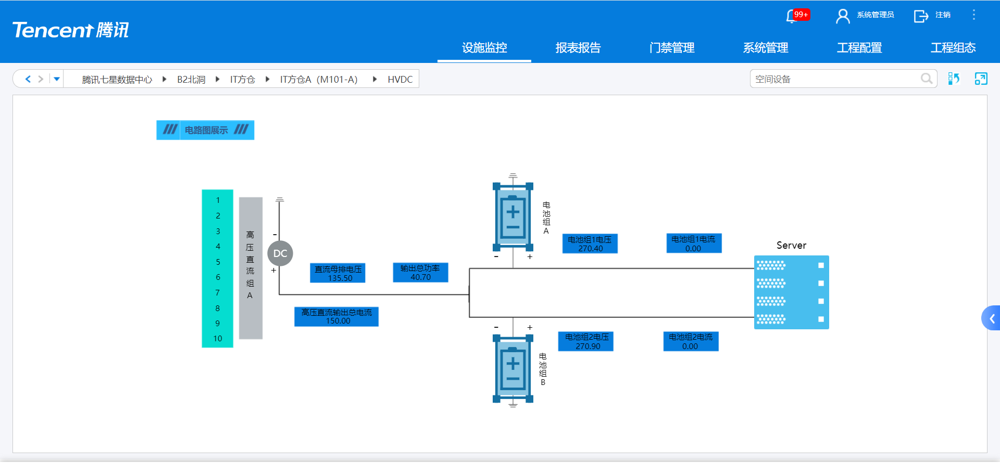 Tencent 腾讯
99+
系统管理员
注销
设施监控
报表报告
门禁管理
系统管理
工程配置
工程组态
腾讯七星数据中心
B2北洞
IT方仓
IT方仓A（M101-A）
HVDC
空间设备
电路图展示
1
2
3
4
5
6
7
8
9
10
高
压
直
流
组
A
-
DC
+
直流母排电压
135.50
输出总功率
40.70
高压直流输出总电流
150.00
电
池
组
A
- +
电池组1电压
270.40
电池组1电流
0.00
Server
- +
电
池
组
B
电池组2电压
270.90
电池组2电流
0.00